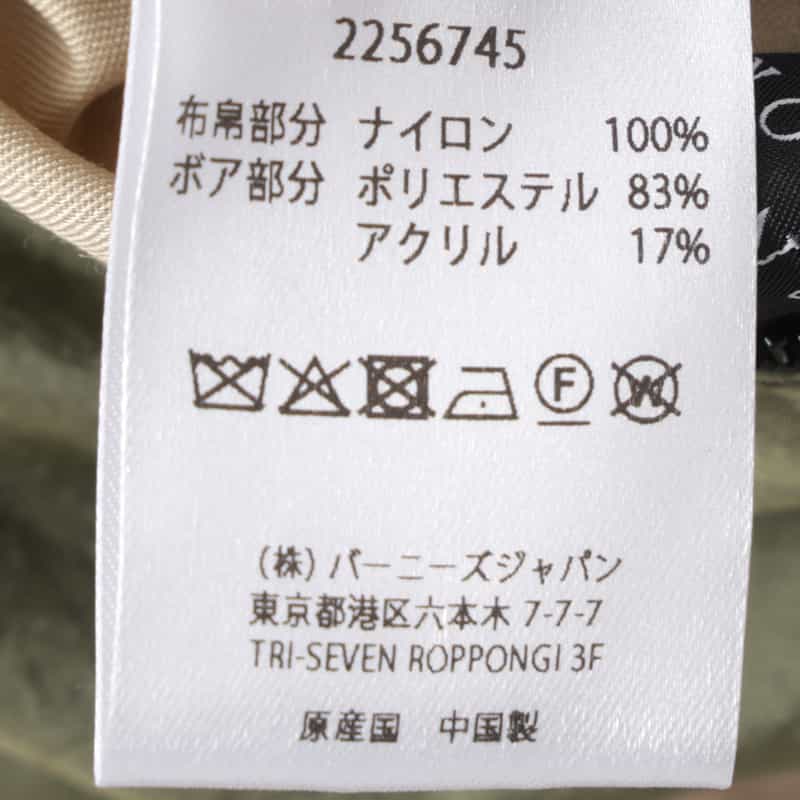 2256745
布帛部分 ナイロン 100%
ボア部分 ポリエステル 83%
アクリル 17%
F
W
(株) バーニーズジャパン
東京都港区六本木 7-7-7
TRI-SEVEN ROPPONGI 3F
原産国 中国製